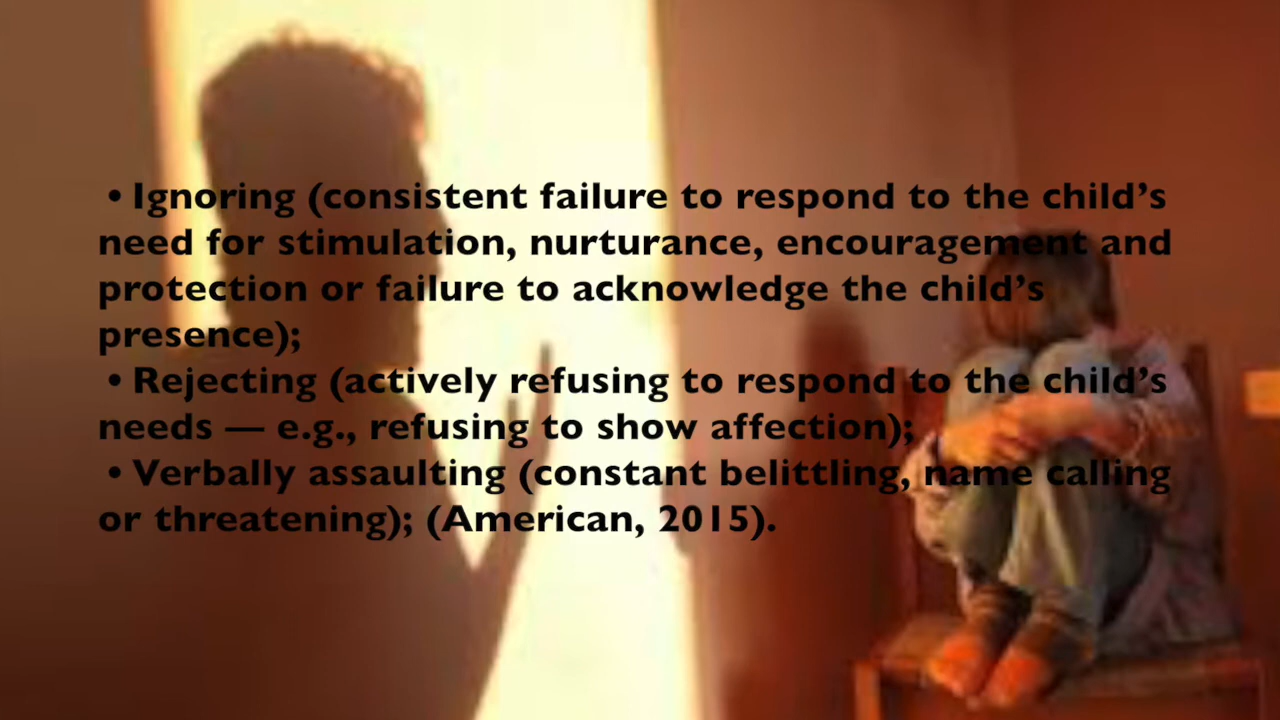 • Ignoring (consistent failure to respond to the child’s
need for stimulation, nurturance, encouragement and
protection or failure to acknowledge the child’s
presence);
• Rejecting (actively refusing to respond to the child’s
needs — e.g., refusing to show affection);
• Verbally assaulting (constant belittling, name calling
or threatening); (American, 2015).